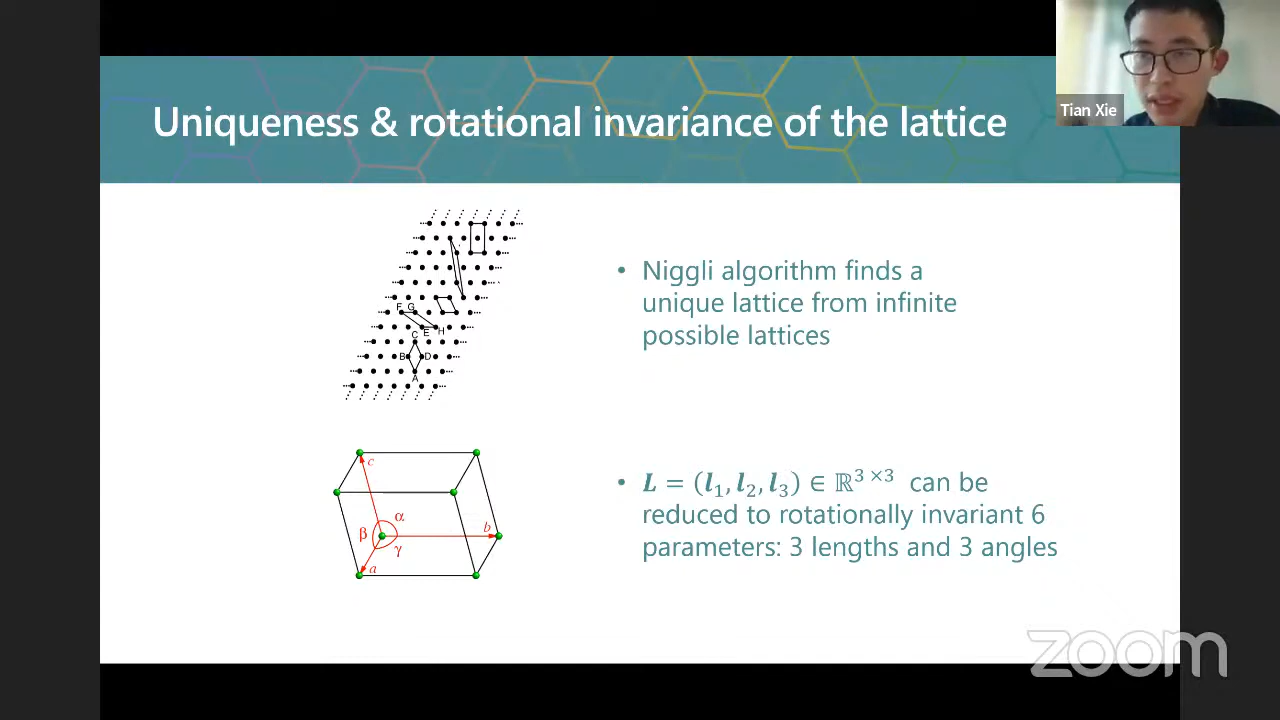 Uniqueness & rotational invariance of the lattice
Tian Xie
F G
C E H
B D
A
• Niggli algorithm finds a
unique lattice from infinite
possible lattices
c
α
β b
γ
a
• L = (l₁, l₂, l₃) ∈ ℝ³ ˣ³ can be
reduced to rotationally invariant 6
parameters: 3 lengths and 3 angles
zoom